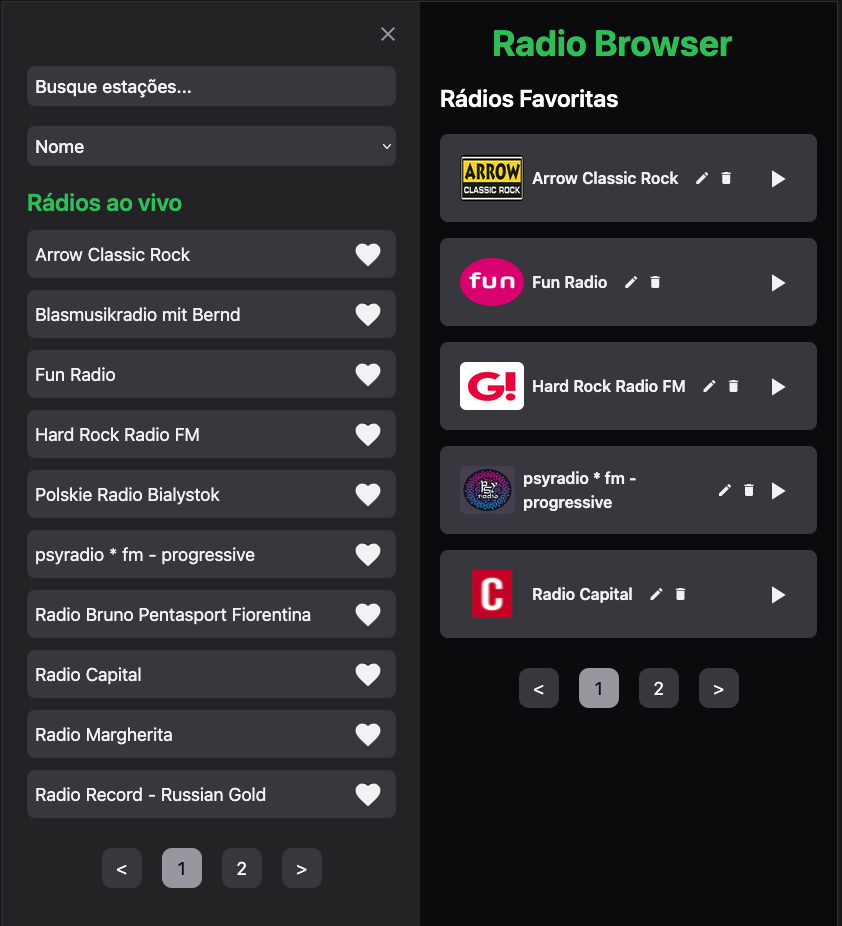 Busque estações...
Nome
Rádios ao vivo
Arrow Classic Rock
Blasmusikradio mit Bernd
Fun Radio
Hard Rock Radio FM
Polskie Radio Bialystok
psyradio * fm - progressive
Radio Bruno Pentasport Fiorentina
Radio Capital
Radio Margherita
Radio Record - Russian Gold
< 1 2 >
Radio Browser
Rádios Favoritas
ARROW
CLASSIC ROCK
Arrow Classic Rock
fun
Fun Radio
G!
Hard Rock Radio FM
psy
radio
psyradio * fm -
progressive
C
Radio Capital
< 1 2 >